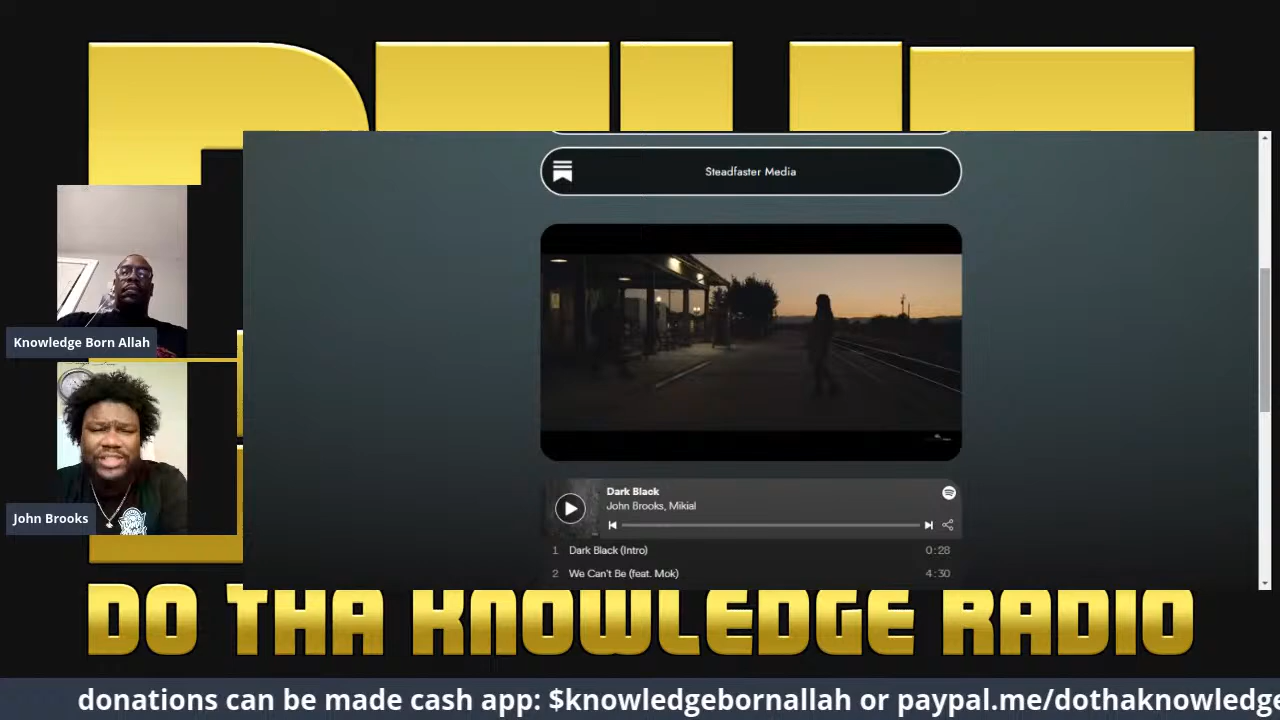 Steadfaster Media
Knowledge Born Allah
John Brooks
Dark Black
John Brooks, Mikial
1 Dark Black (Intro) 0:28
2 We Can't Be (feat. Mok) 4:30
DO THA KNOWLEDGE RADIO
donations can be made cash app: $knowledgebornallah or paypal.me/dothaknowledge